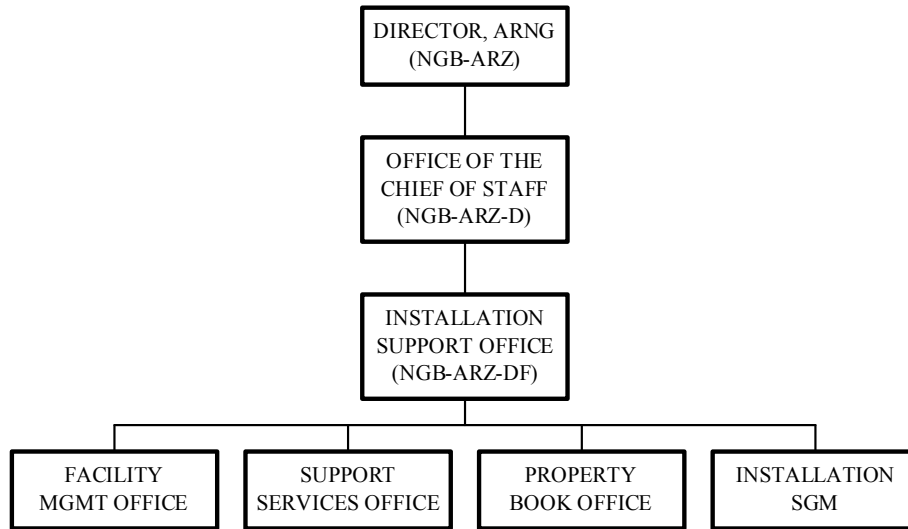 DIRECTOR, ARNG
(NGB-ARZ)
OFFICE OF THE
CHIEF OF STAFF
(NGB-ARZ-D)
INSTALLATION
SUPPORT OFFICE
(NGB-ARZ-DF)
FACILITY
MGMT OFFICE
SUPPORT
SERVICES OFFICE
PROPERTY
BOOK OFFICE
INSTALLATION
SGM